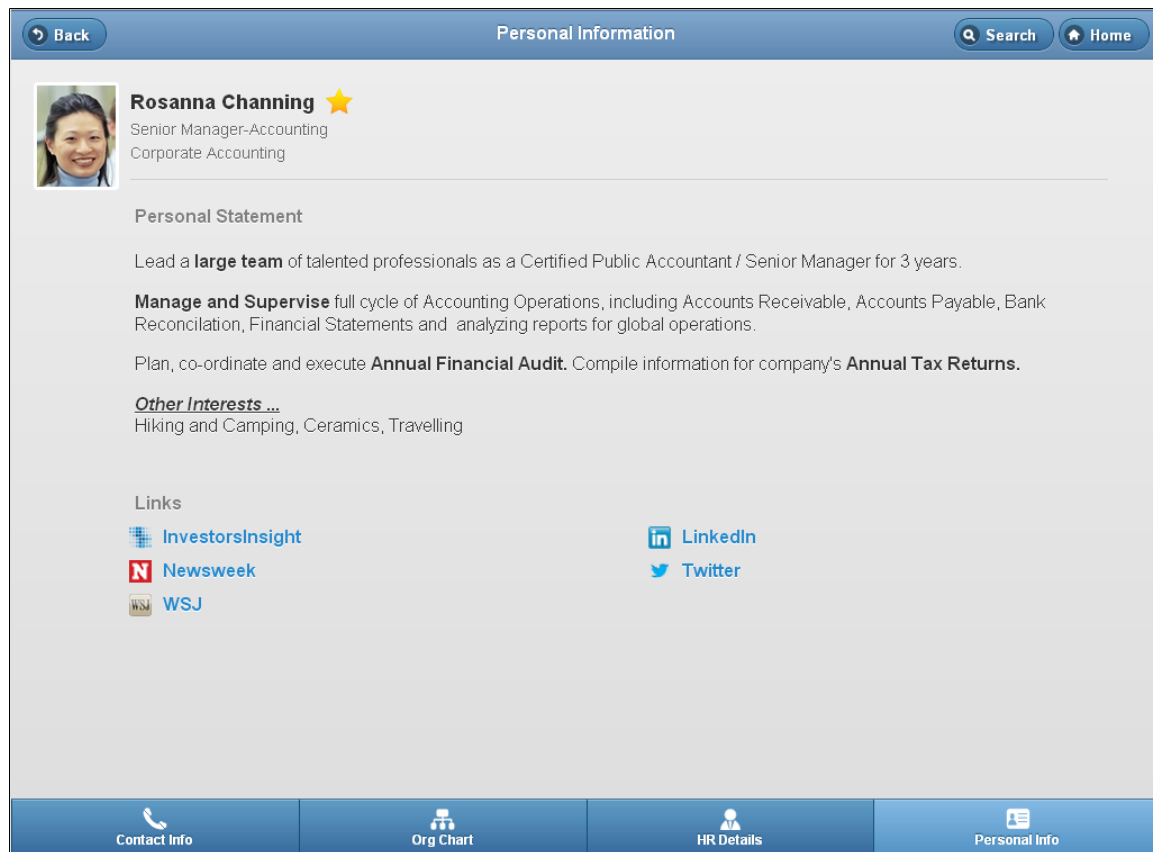 Back
Personal Information
Search
Home
Rosanna Channing
Senior Manager-Accounting
Corporate Accounting
Personal Statement
Lead a large team of talented professionals as a Certified Public Accountant / Senior Manager for 3 years.
Manage and Supervise full cycle of Accounting Operations, including Accounts Receivable, Accounts Payable, Bank
Reconcilation, Financial Statements and  analyzing reports for global operations.
Plan, co-ordinate and execute Annual Financial Audit. Compile information for company's Annual Tax Returns.
Other Interests ...
Hiking and Camping, Ceramics, Travelling
Links
InvestorsInsight
in LinkedIn
N Newsweek
Twitter
WSJ WSJ
Contact Info
Org Chart
HR Details
Personal Info